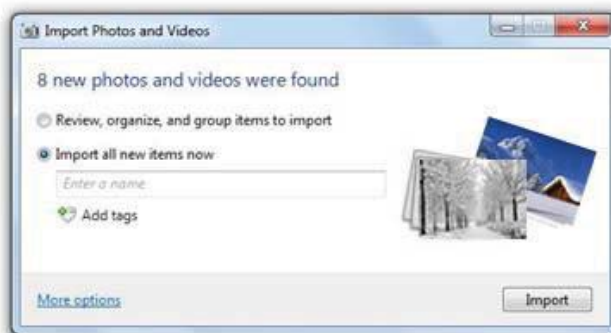 Import Photos and Videos
8 new photos and videos were found
Review, organize, and group items to import
Import all new items now
Enter a name
Add tags
More options
Import